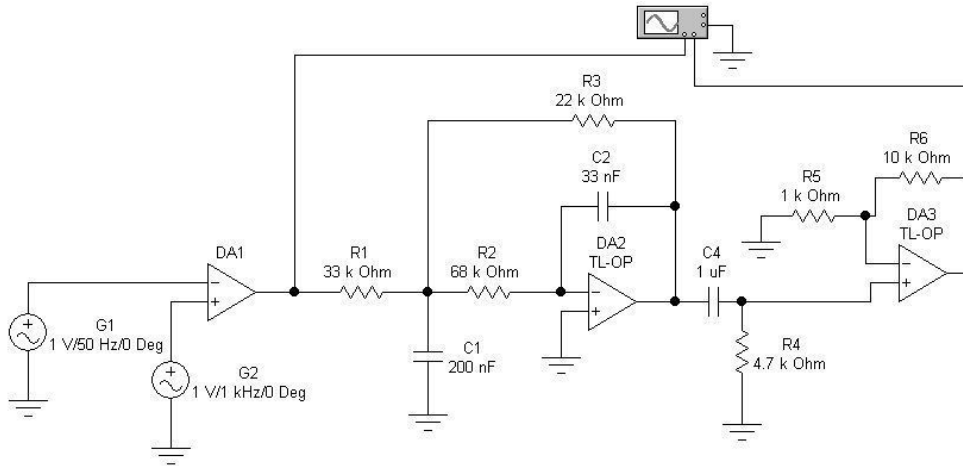 R3
22 k Ohm
C2
33 nF
R6
10 k Ohm
R5
1 k Ohm
DA3
TL-OP
DA1
R1
33 k Ohm
R2
68 k Ohm
DA2
TL-OP
C4
1 uF
G1
1 V/50 Hz/0 Deg
C1
200 nF
R4
4.7 k Ohm
G2
1 V/1 kHz/0 Deg